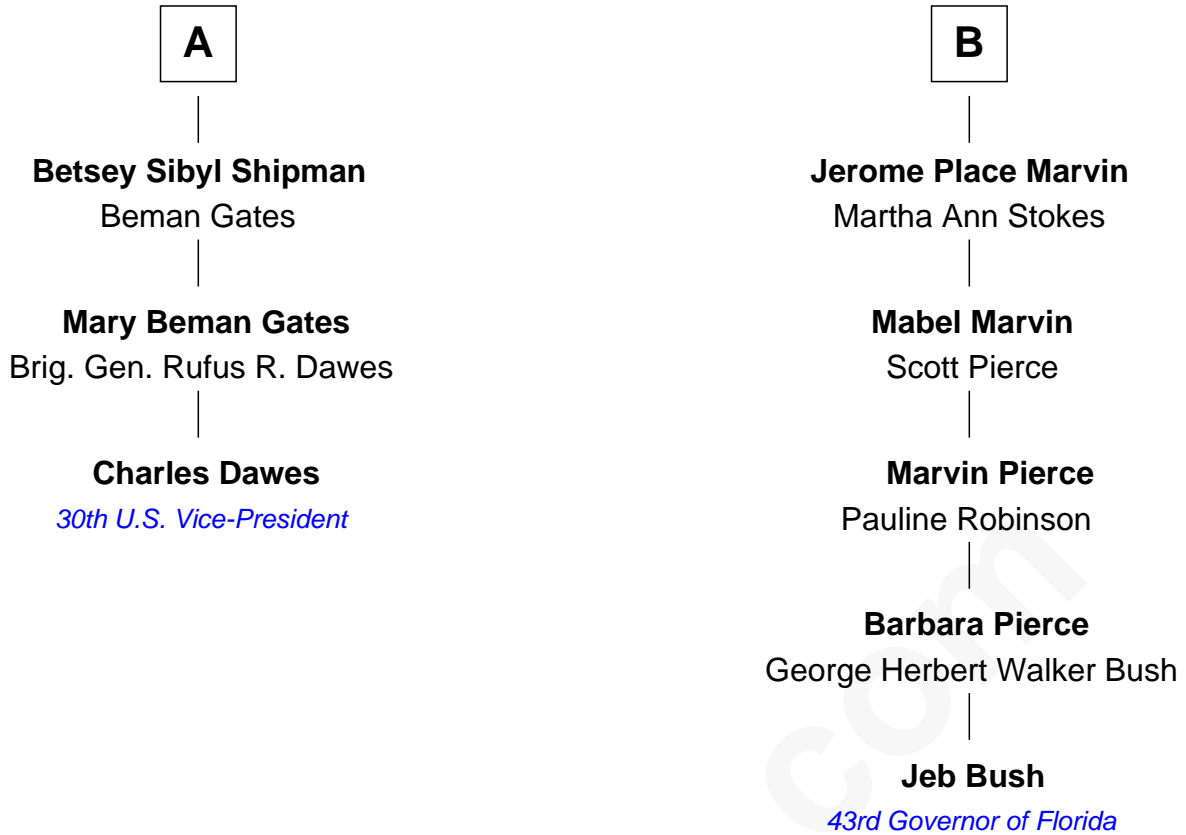 A
Betsey Sibyl Shipman
Beman Gates
Mary Beman Gates
Brig. Gen. Rufus R. Dawes
Charles Dawes
30th U.S. Vice-President
B
Jerome Place Marvin
Martha Ann Stokes
Mabel Marvin
Scott Pierce
Marvin Pierce
Pauline Robinson
Barbara Pierce
George Herbert Walker Bush
Jeb Bush
43rd Governor of Florida
com